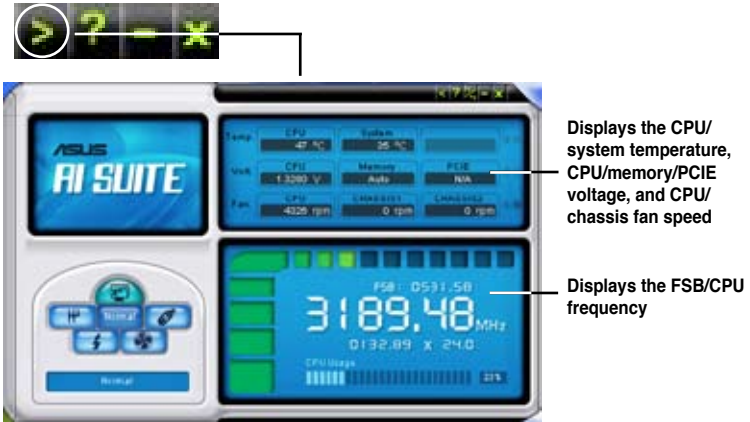 > ? - x
< ? - x
ASUS
AI SUITE
Temp. CPU System
47 °C 35 °C
Volt. CPU Memory PCIE
1.3280 V Auto N/A
Fan CPU CHASSIS1 CHASSIS2
4326 rpm 0 rpm 0 rpm
Displays the CPU/
system temperature,
CPU/memory/PCIE
voltage, and CPU/
chassis fan speed
FSB: 0531.58
3189.48 MHz
0132.89 x 24.0
CPU Usage
Displays the FSB/CPU
frequency
Normal
Normal